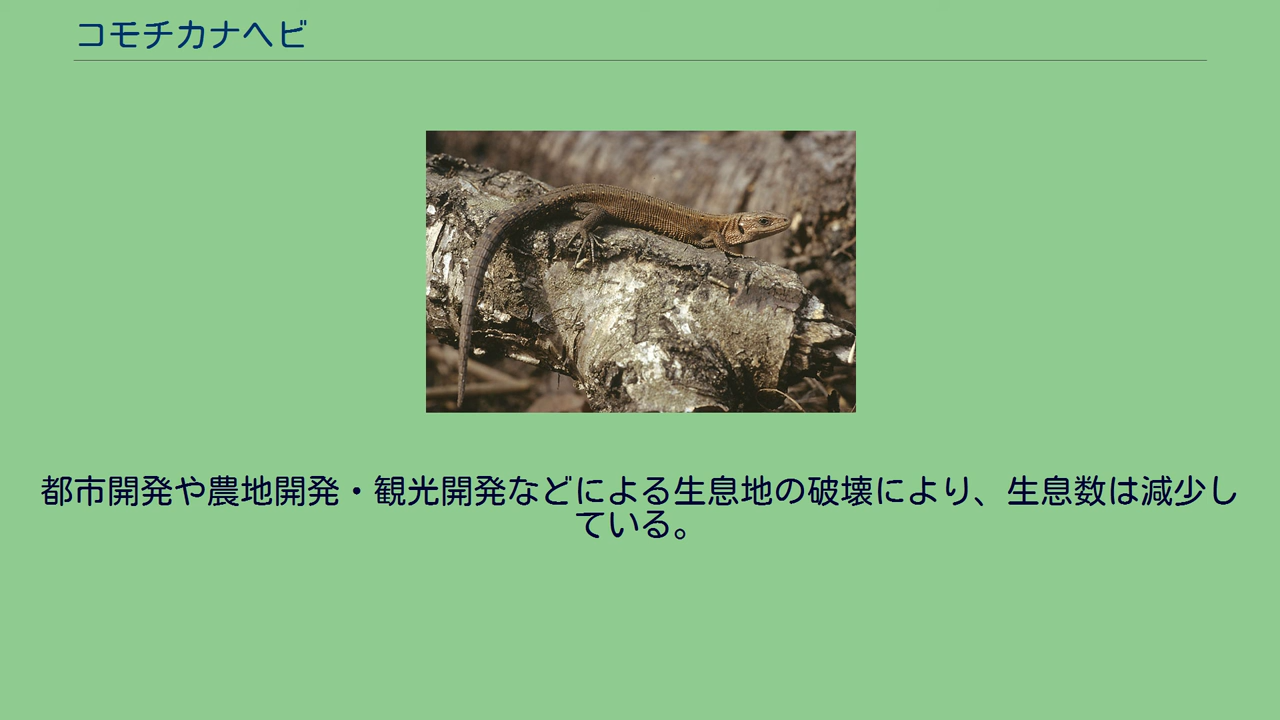 コモチカナヘビ
都市開発や農地開発・観光開発などによる生息地の破壊により、生息数は減少し
ている。